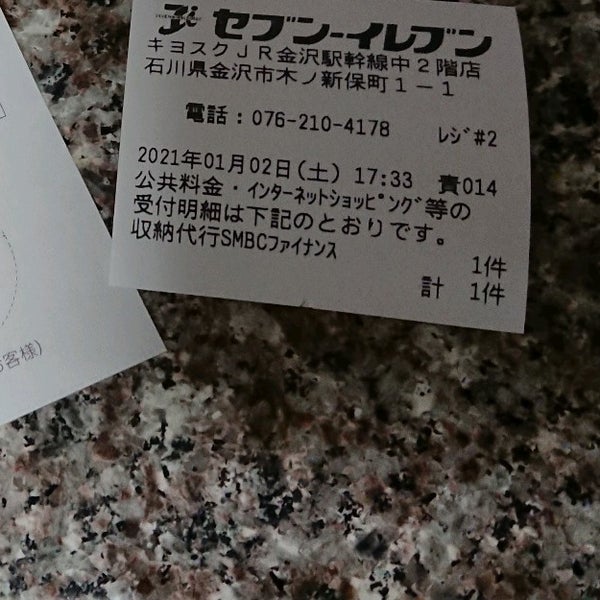 セブン-イレブン
キヨスクJR金沢駅幹線中2階店
石川県金沢市木ノ新保町1-1
電話:076-210-4178 レジ#2
2021年01月02日(土) 17:33 責014
公共料金・インターネットショッピング等の
受付明細は下記のとおりです。
収納代行SMBCファイナンス
1件
計 1件
客様)